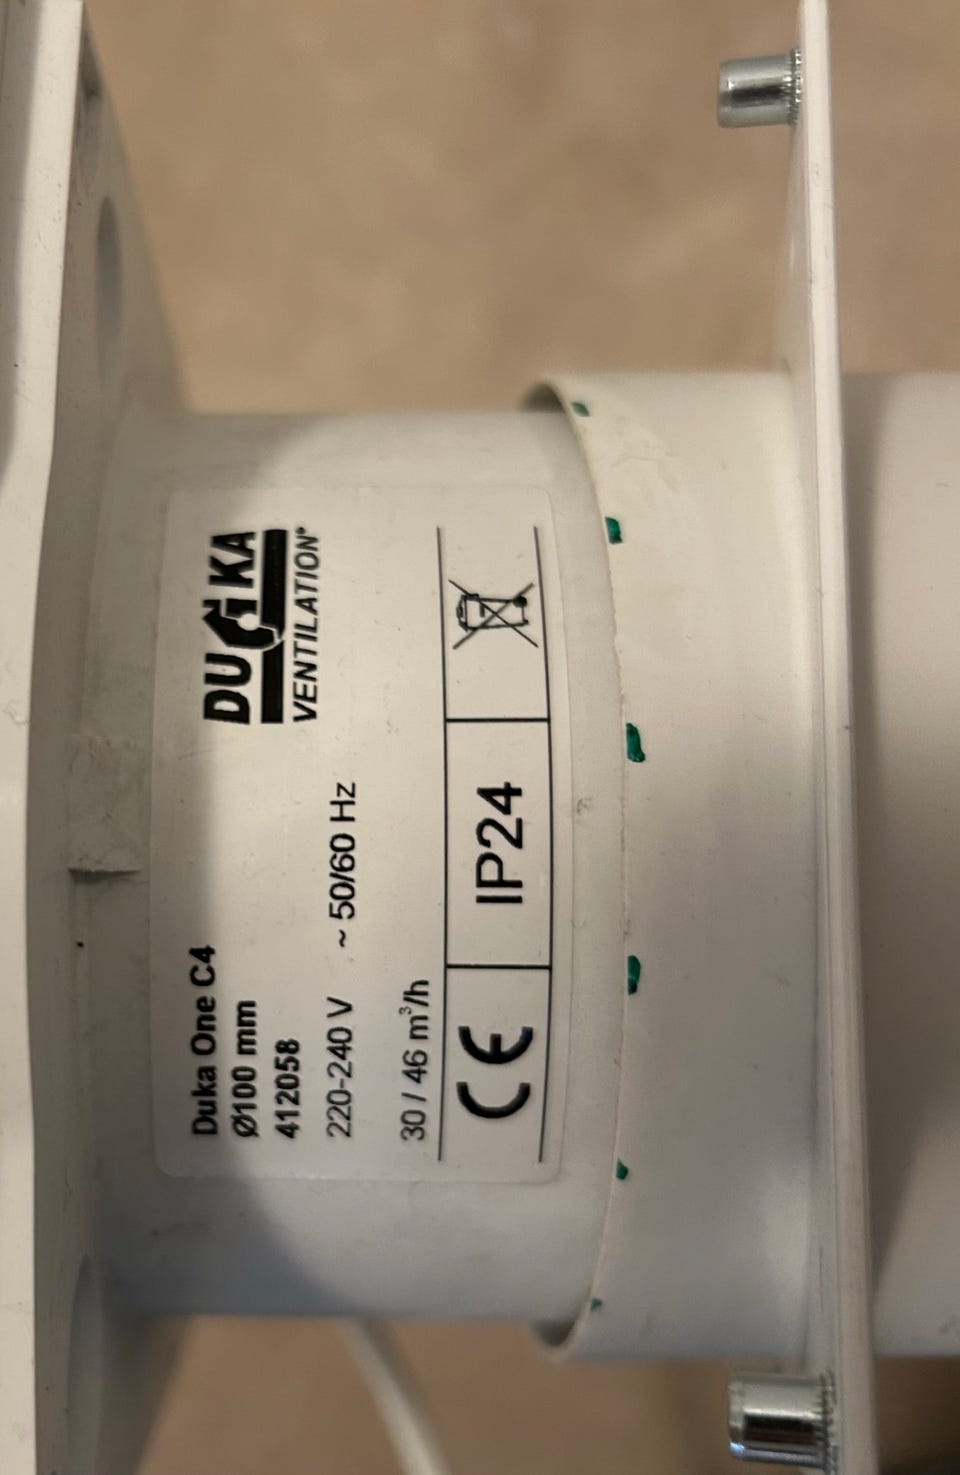 Duka One C4
Ø100 mm
412058
DUKA
VENTILATION®
220-240 V ~ 50/60 Hz
30 / 46 m³/h
CE
IP24